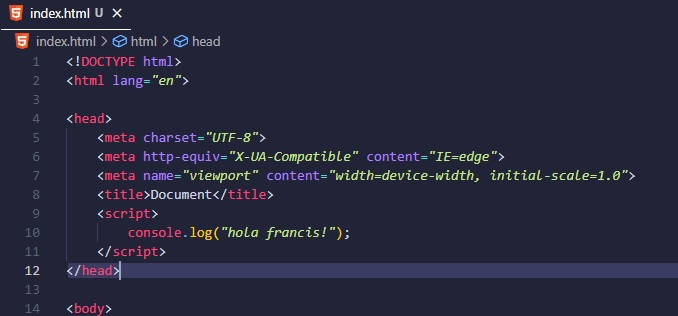 index.html U ×
index.html > html > head
1 <!DOCTYPE html>
2 <html lang="en">
3
4 <head>
5 <meta charset="UTF-8">
6 <meta http-equiv="X-UA-Compatible" content="IE=edge">
7 <meta name="viewport" content="width=device-width, initial-scale=1.0">
8 <title>Document</title>
9 <script>
10 console.log("hola francis!");
11 </script>
12 </head>
13
14 <body>